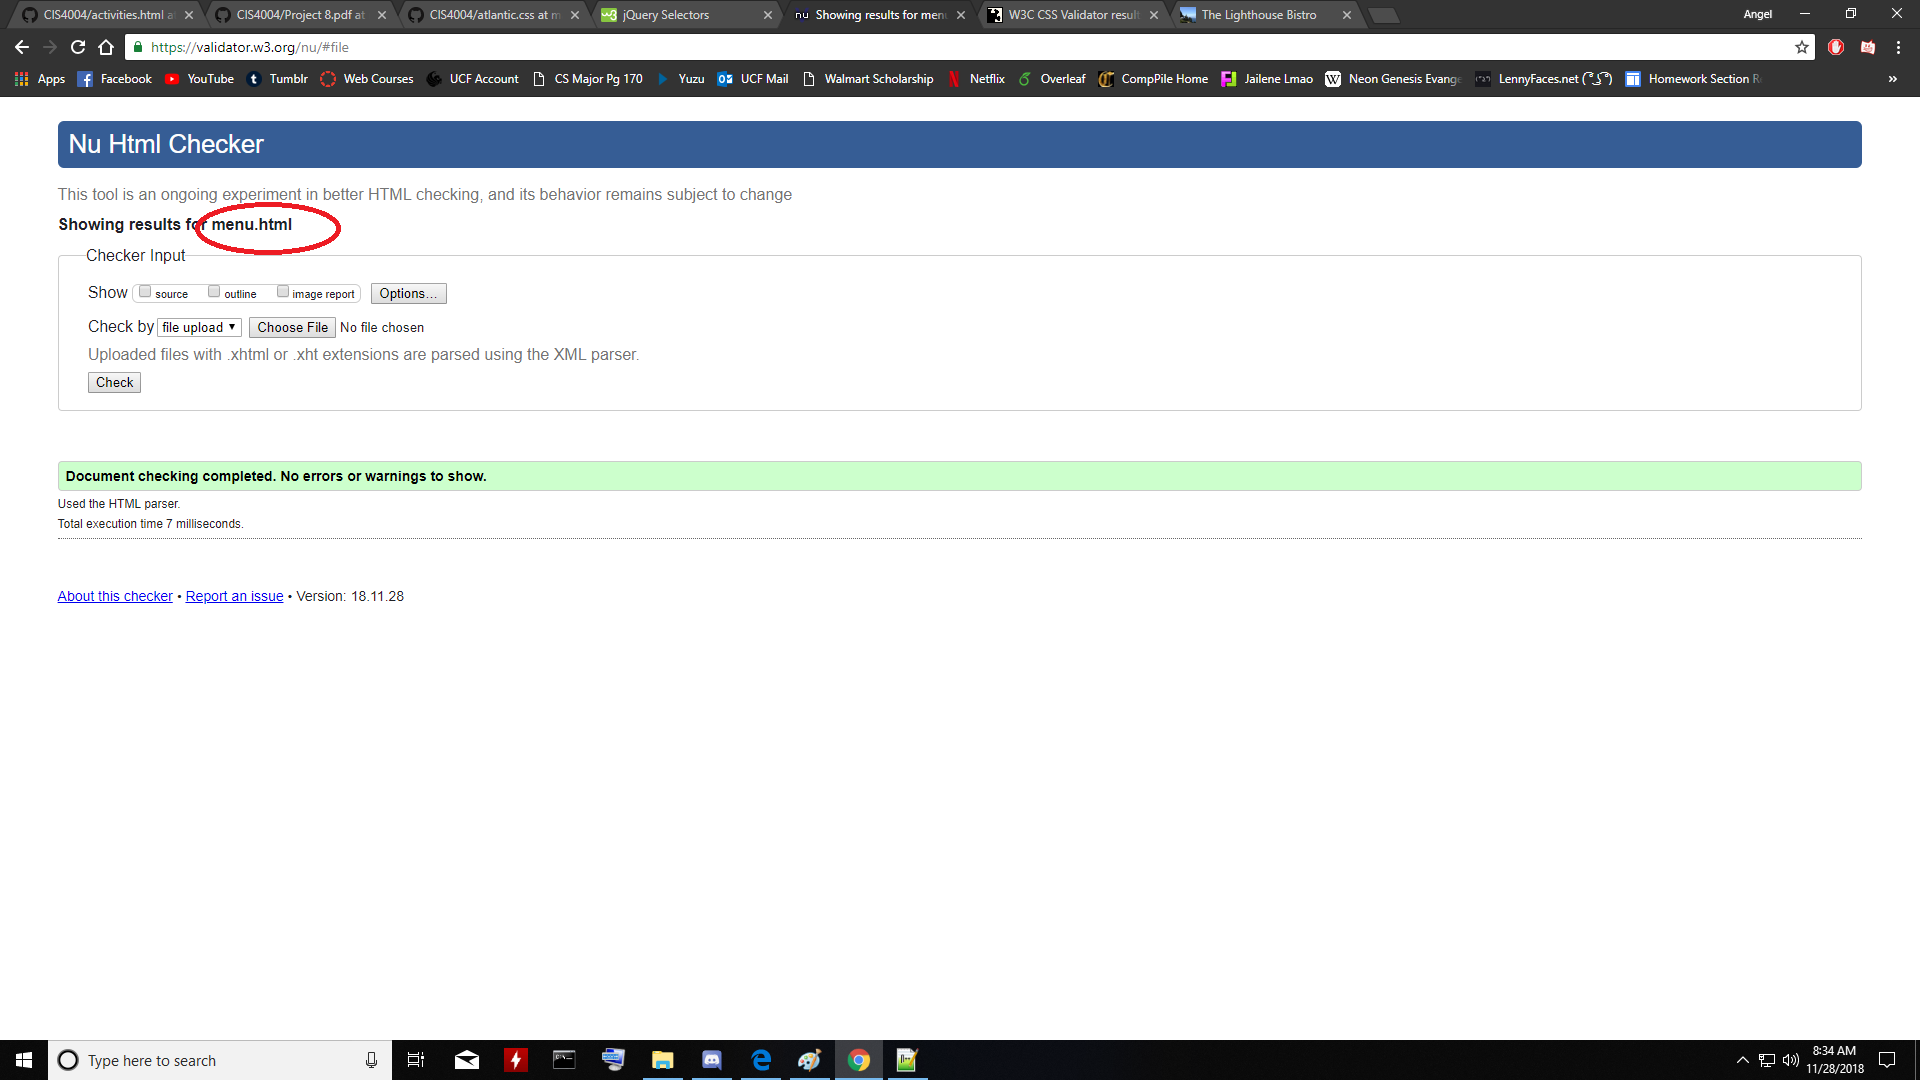 CIS4004/activities.html a
CIS4004/Project 8.pdf at
CIS4004/atlantic.css at m
w3 jQuery Selectors
nu Showing results for men
W3C CSS Validator result
The Lighthouse Bistro
Angel
https://validator.w3.org/nu/#file
Apps Facebook YouTube Tumblr Web Courses UCF Account CS Major Pg 170 Yuzu UCF Mail Walmart Scholarship Netflix Overleaf CompPile Home Jailene Lmao W Neon Genesis Evange LennyFaces.net ( ͡° ͜ʖ ͡°) Homework Section R »
Nu Html Checker
This tool is an ongoing experiment in better HTML checking, and its behavior remains subject to change
Showing results for menu.html
Checker Input
Show source outline image report Options...
Check by file upload Choose File No file chosen
Uploaded files with .xhtml or .xht extensions are parsed using the XML parser.
Check
Document checking completed. No errors or warnings to show.
Used the HTML parser.
Total execution time 7 milliseconds.
About this checker • Report an issue • Version: 18.11.28
Type here to search
8:34 AM
11/28/2018